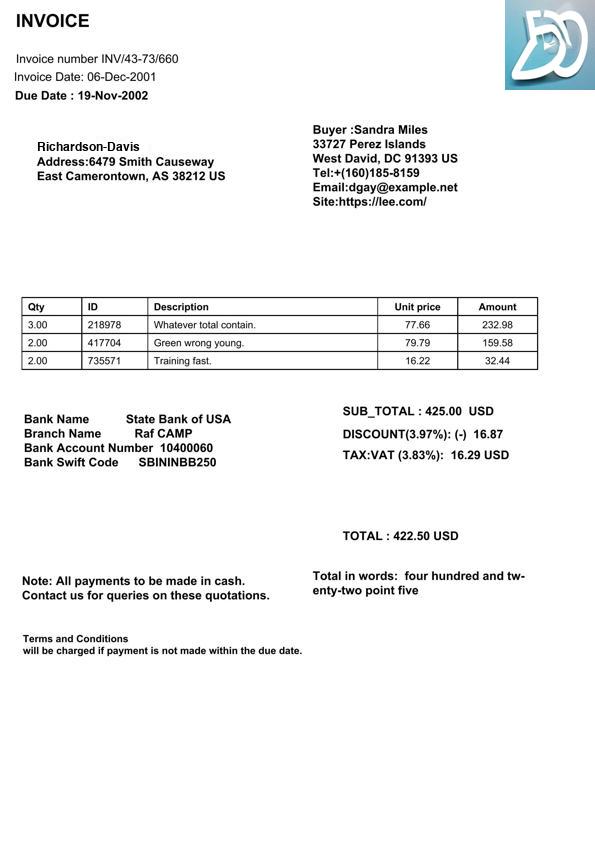 INVOICE
Invoice number INV/43-73/660
Invoice Date: 06-Dec-2001
Due Date : 19-Nov-2002
Richardson-Davis
Address:6479 Smith Causeway
East Camerontown, AS 38212 US
Buyer :Sandra Miles
33727 Perez Islands
West David, DC 91393 US
Tel:+(160)185-8159
Email:dgay@example.net
Site:https://lee.com/
Qty ID Description Unit price Amount
3.00 218978 Whatever total contain. 77.66 232.98
2.00 417704 Green wrong young. 79.79 159.58
2.00 735571 Training fast. 16.22 32.44
Bank Name State Bank of USA
Branch Name Raf CAMP
Bank Account Number 10400060
Bank Swift Code SBININBB250
SUB_TOTAL : 425.00 USD
DISCOUNT(3.97%): (-) 16.87
TAX:VAT (3.83%): 16.29 USD
TOTAL : 422.50 USD
Note: All payments to be made in cash.
Contact us for queries on these quotations.
Total in words: four hundred and tw-
enty-two point five
Terms and Conditions
will be charged if payment is not made within the due date.